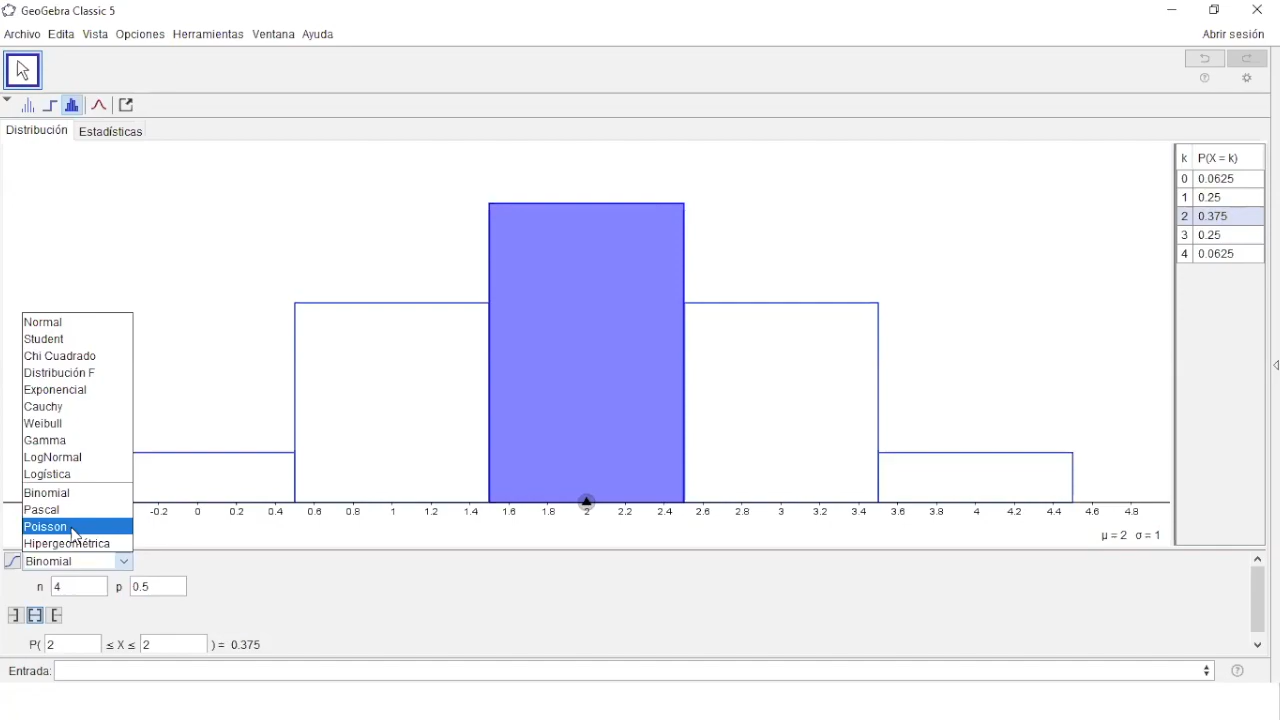 GeoGebra Classic 5
Archivo Edita Vista Opciones Herramientas Ventana Ayuda
Abrir sesión
Distribución Estadísticas
k P(X = k)
0 0.0625
1 0.25
2 0.375
3 0.25
4 0.0625
Normal
Student
Chi Cuadrado
Distribución F
Exponencial
Cauchy
Weibull
Gamma
LogNormal
Logística
Binomial
Pascal
Poisson
Hipergeométrica
-0.2 0 0.2 0.4 0.6 0.8 1 1.2 1.4 1.6 1.8 2 2.2 2.4 2.6 2.8 3 3.2 3.4 3.6 3.8 4 4.2 4.4 4.6 4.8
μ = 2 σ = 1
Binomial
n 4 p 0.5
P( 2 ≤ X ≤ 2 ) = 0.375
Entrada: